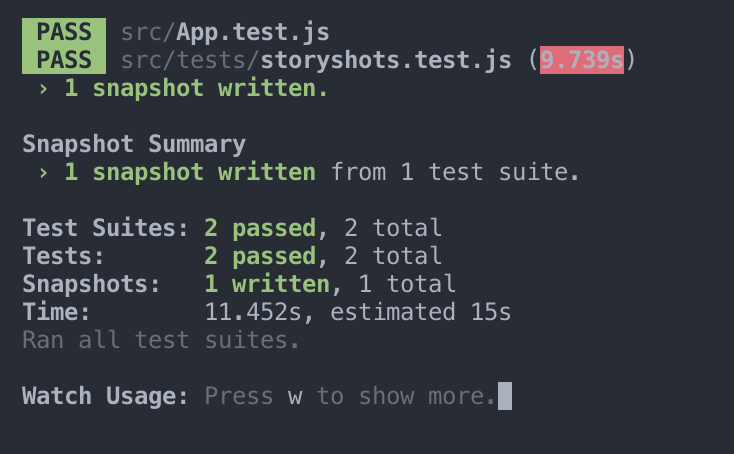 PASS src/App.test.js
PASS src/tests/storyshots.test.js (9.739s)
› 1 snapshot written.
Snapshot Summary
› 1 snapshot written from 1 test suite.
Test Suites: 2 passed, 2 total
Tests: 2 passed, 2 total
Snapshots: 1 written, 1 total
Time: 11.452s, estimated 15s
Ran all test suites.
Watch Usage: Press w to show more.